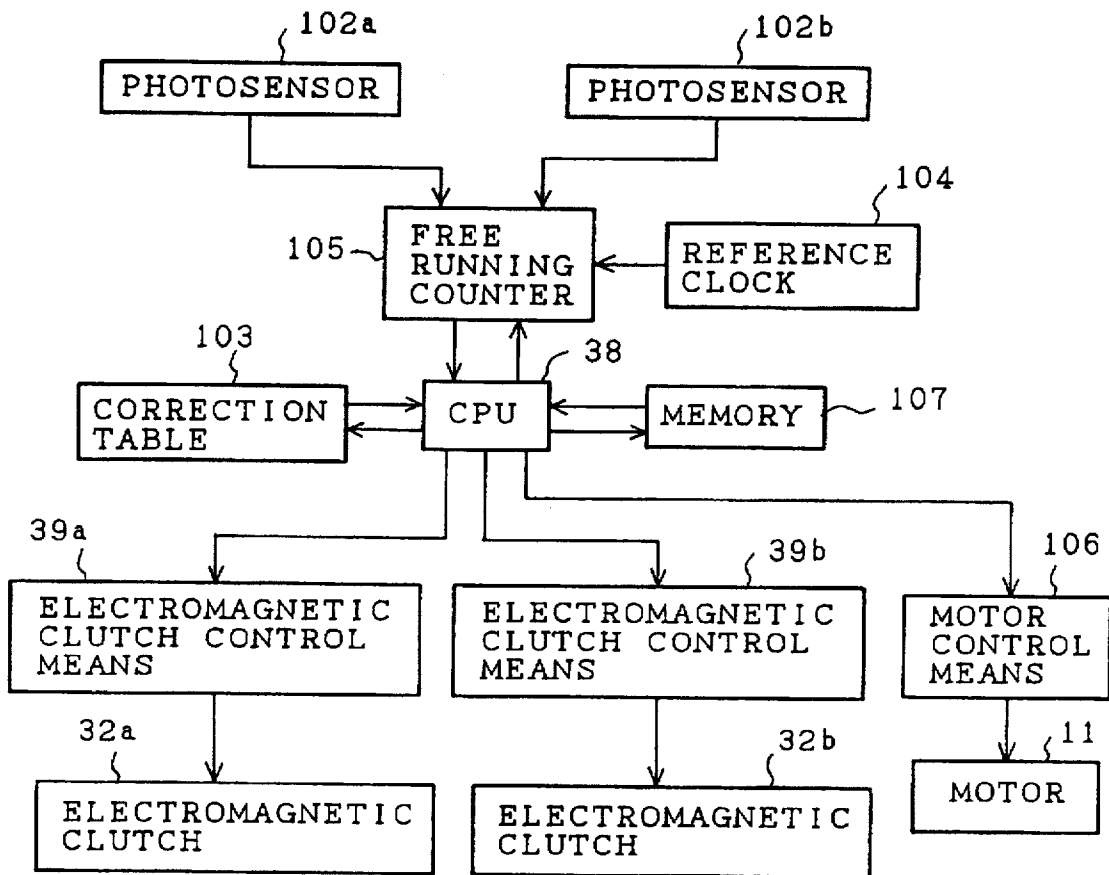 102a
102b
PHOTOSENSOR
PHOTOSENSOR
104
105
FREE
RUNNING
COUNTER
REFERENCE
CLOCK
103
38
CORRECTION
TABLE
CPU
MEMORY
107
39a
39b
106
ELECTROMAGNETIC
CLUTCH CONTROL
MEANS
ELECTROMAGNETIC
CLUTCH CONTROL
MEANS
MOTOR
CONTROL
MEANS
32a
32b
11
ELECTROMAGNETIC
CLUTCH
ELECTROMAGNETIC
CLUTCH
MOTOR